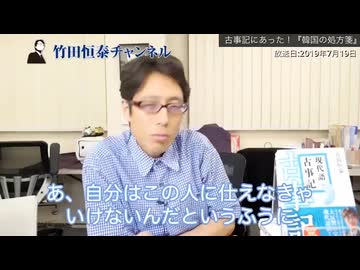 古事記にあった！『韓国の処方箋』
竹田恒泰チャンネル
放送日:2019年7月19日
現代語
古事記
あ、自分はこの人に仕えなきゃ
いけないんだというふうに